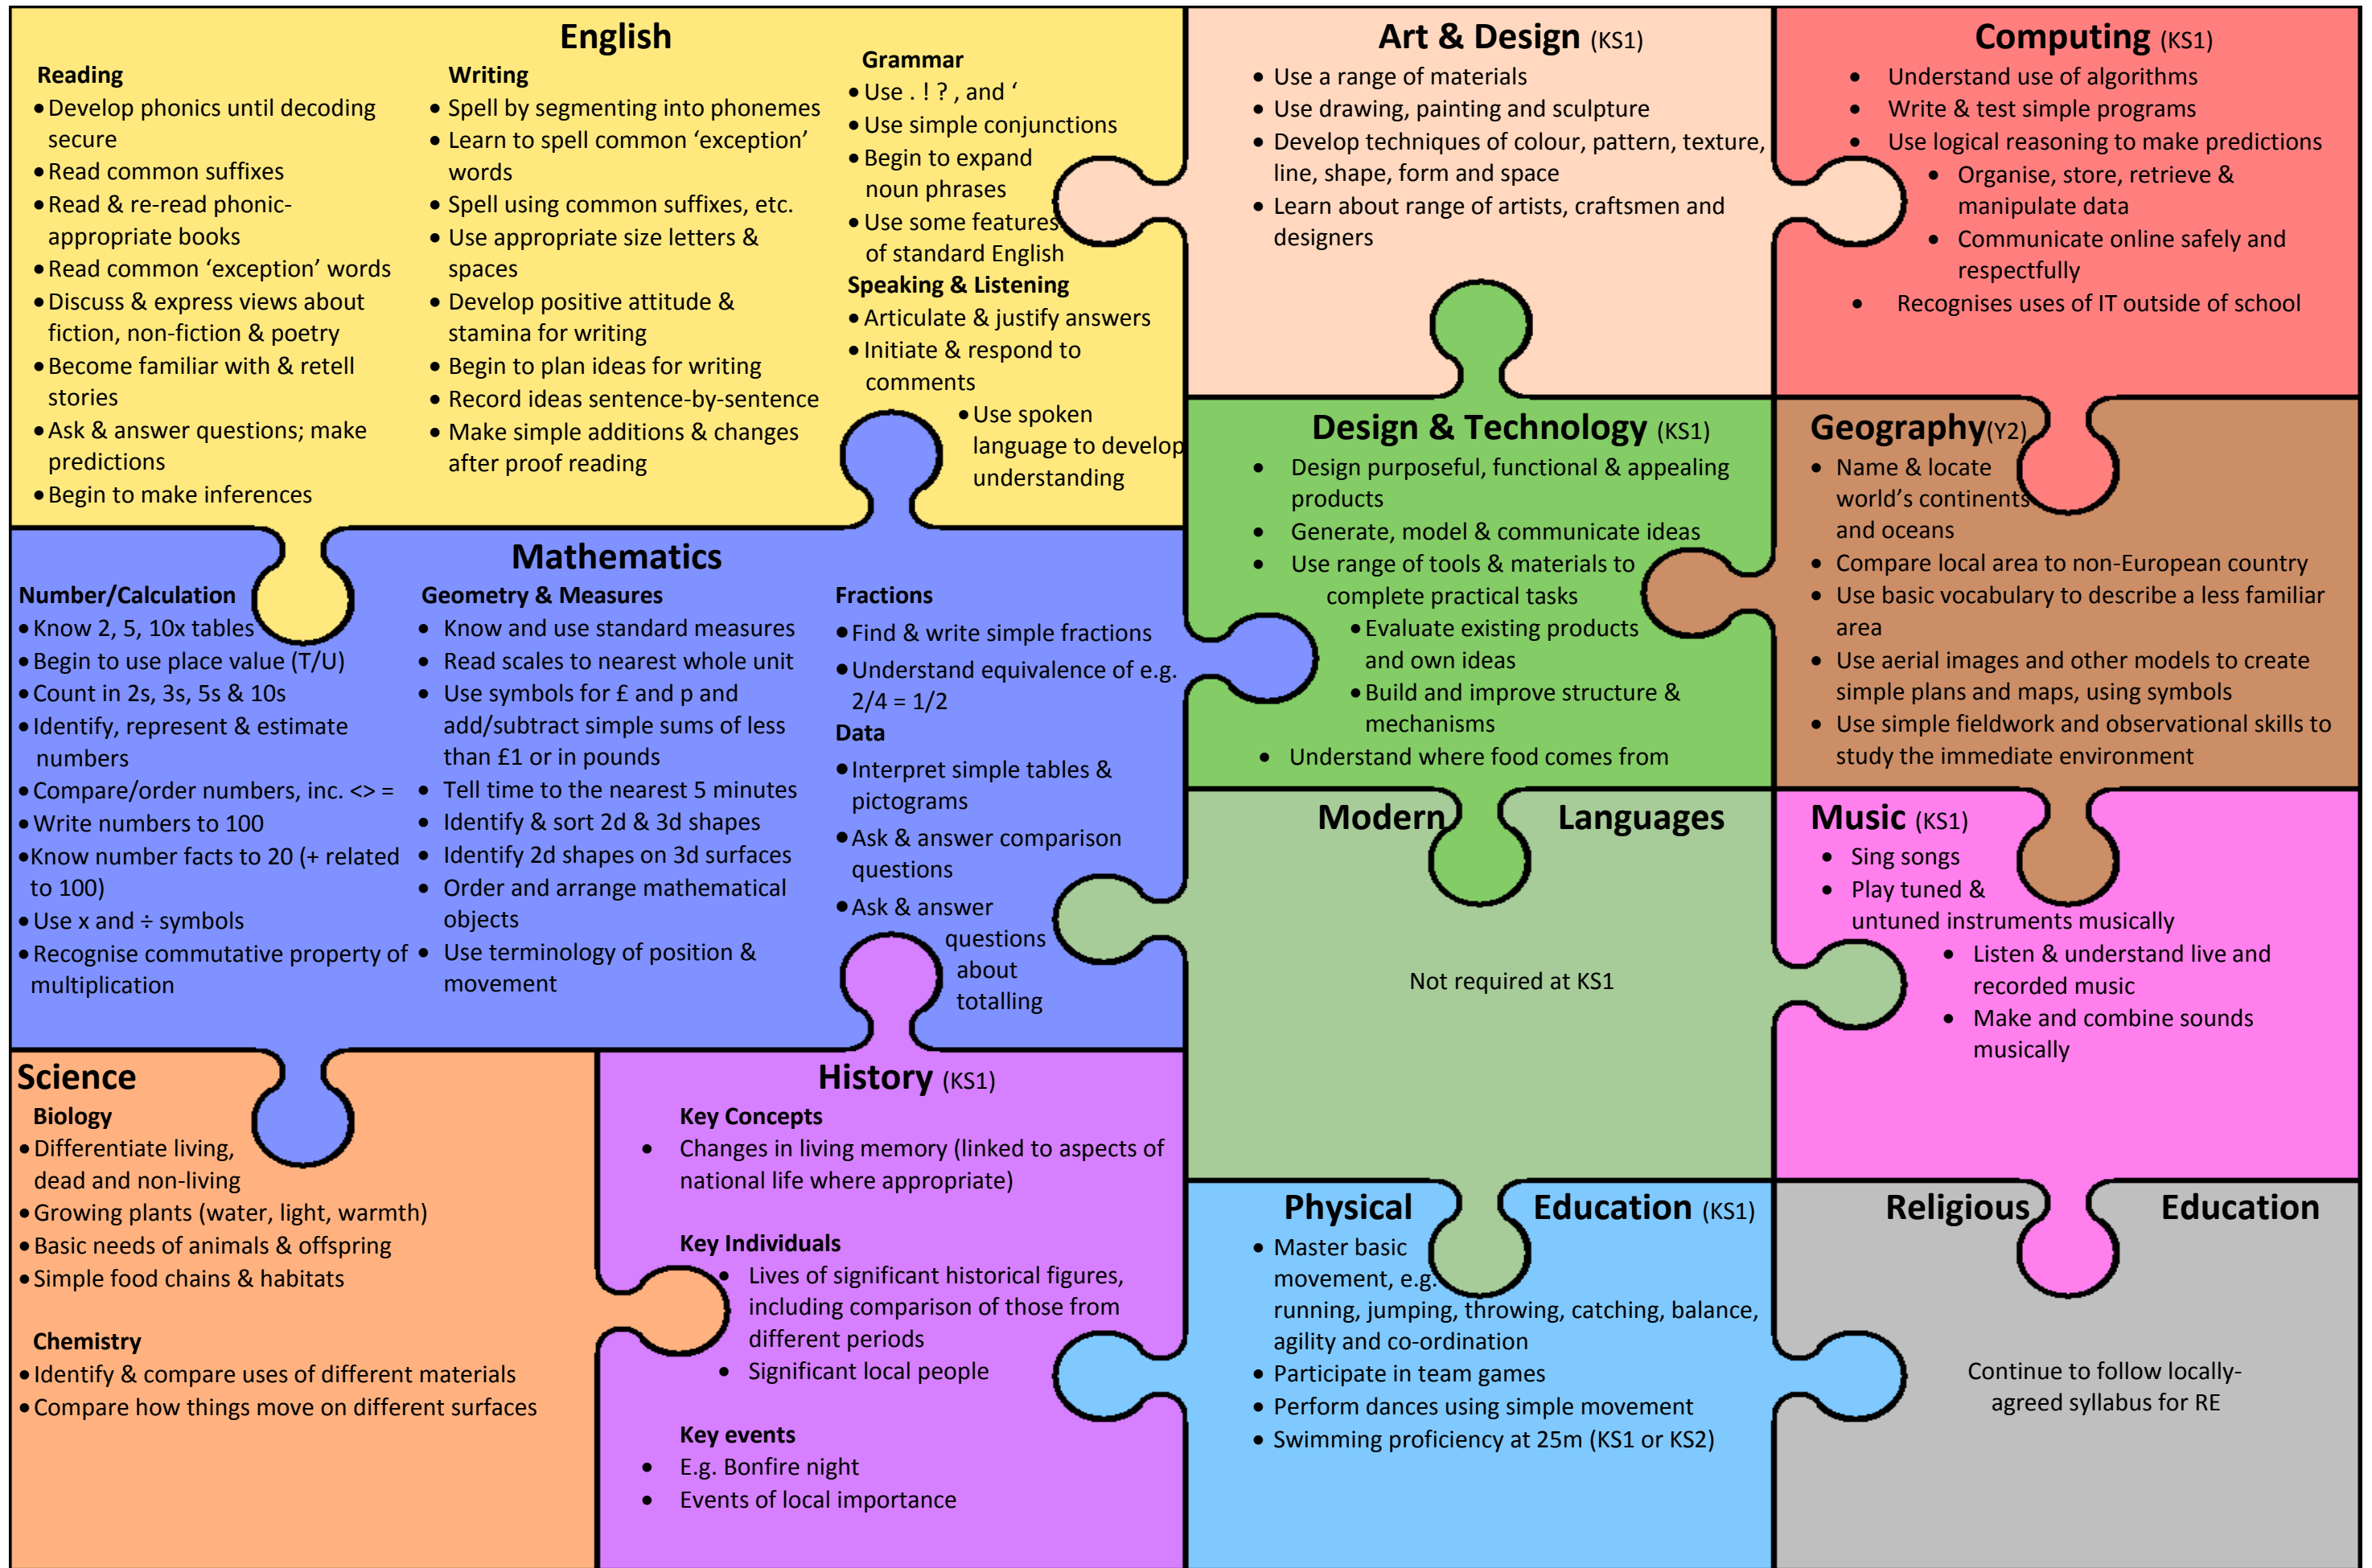 English
Reading
• Develop phonics until decoding
secure
• Read common suffixes
• Read & re-read phonic-
appropriate books
• Read common ‘exception’ words
• Discuss & express views about
fiction, non-fiction & poetry
• Become familiar with & retell
stories
• Ask & answer questions; make
predictions
• Begin to make inferences
Writing
• Spell by segmenting into phonemes
• Learn to spell common ‘exception’
words
• Spell using common suffixes, etc.
• Use appropriate size letters &
spaces
• Develop positive attitude &
stamina for writing
• Begin to plan ideas for writing
• Record ideas sentence-by-sentence
• Make simple additions & changes
after proof reading
Grammar
• Use . ! ? , and ‘
• Use simple conjunctions
• Begin to expand
noun phrases
• Use some features
of standard English
Speaking & Listening
• Articulate & justify answers
• Initiate & respond to
comments
• Use spoken
language to develop
understanding
Art & Design (KS1)
• Use a range of materials
• Use drawing, painting and sculpture
• Develop techniques of colour, pattern, texture,
line, shape, form and space
• Learn about range of artists, craftsmen and
designers
Computing (KS1)
• Understand use of algorithms
• Write & test simple programs
• Use logical reasoning to make predictions
• Organise, store, retrieve &
manipulate data
• Communicate online safely and
respectfully
• Recognises uses of IT outside of school
Mathematics
Number/Calculation
• Know 2, 5, 10x tables
• Begin to use place value (T/U)
• Count in 2s, 3s, 5s & 10s
• Identify, represent & estimate
numbers
• Compare/order numbers, inc. <> =
• Write numbers to 100
• Know number facts to 20 (+ related
to 100)
• Use x and ÷ symbols
• Recognise commutative property of
multiplication
Geometry & Measures
• Know and use standard measures
• Read scales to nearest whole unit
• Use symbols for £ and p and
add/subtract simple sums of less
than £1 or in pounds
• Tell time to the nearest 5 minutes
• Identify & sort 2d & 3d shapes
• Identify 2d shapes on 3d surfaces
• Order and arrange mathematical
objects
• Use terminology of position &
movement
Fractions
• Find & write simple fractions
• Understand equivalence of e.g.
2/4 = 1/2
Data
• Interpret simple tables &
pictograms
• Ask & answer comparison
questions
• Ask & answer
questions
about
totalling
Design & Technology (KS1)
• Design purposeful, functional & appealing
products
• Generate, model & communicate ideas
• Use range of tools & materials to
complete practical tasks
• Evaluate existing products
and own ideas
• Build and improve structure &
mechanisms
• Understand where food comes from
Geography(Y2)
• Name & locate
world’s continents
and oceans
• Compare local area to non-European country
• Use basic vocabulary to describe a less familiar
area
• Use aerial images and other models to create
simple plans and maps, using symbols
• Use simple fieldwork and observational skills to
study the immediate environment
Modern Languages
Not required at KS1
Music (KS1)
• Sing songs
• Play tuned &
untuned instruments musically
• Listen & understand live and
recorded music
• Make and combine sounds
musically
Science
Biology
• Differentiate living,
dead and non-living
• Growing plants (water, light, warmth)
• Basic needs of animals & offspring
• Simple food chains & habitats
Chemistry
• Identify & compare uses of different materials
• Compare how things move on different surfaces
History (KS1)
Key Concepts
• Changes in living memory (linked to aspects of
national life where appropriate)
Key Individuals
• Lives of significant historical figures,
including comparison of those from
different periods
• Significant local people
Key events
• E.g. Bonfire night
• Events of local importance
Physical Education (KS1)
• Master basic
movement, e.g.
running, jumping, throwing, catching, balance,
agility and co-ordination
• Participate in team games
• Perform dances using simple movement
• Swimming proficiency at 25m (KS1 or KS2)
Religious Education
Continue to follow locally-
agreed syllabus for RE